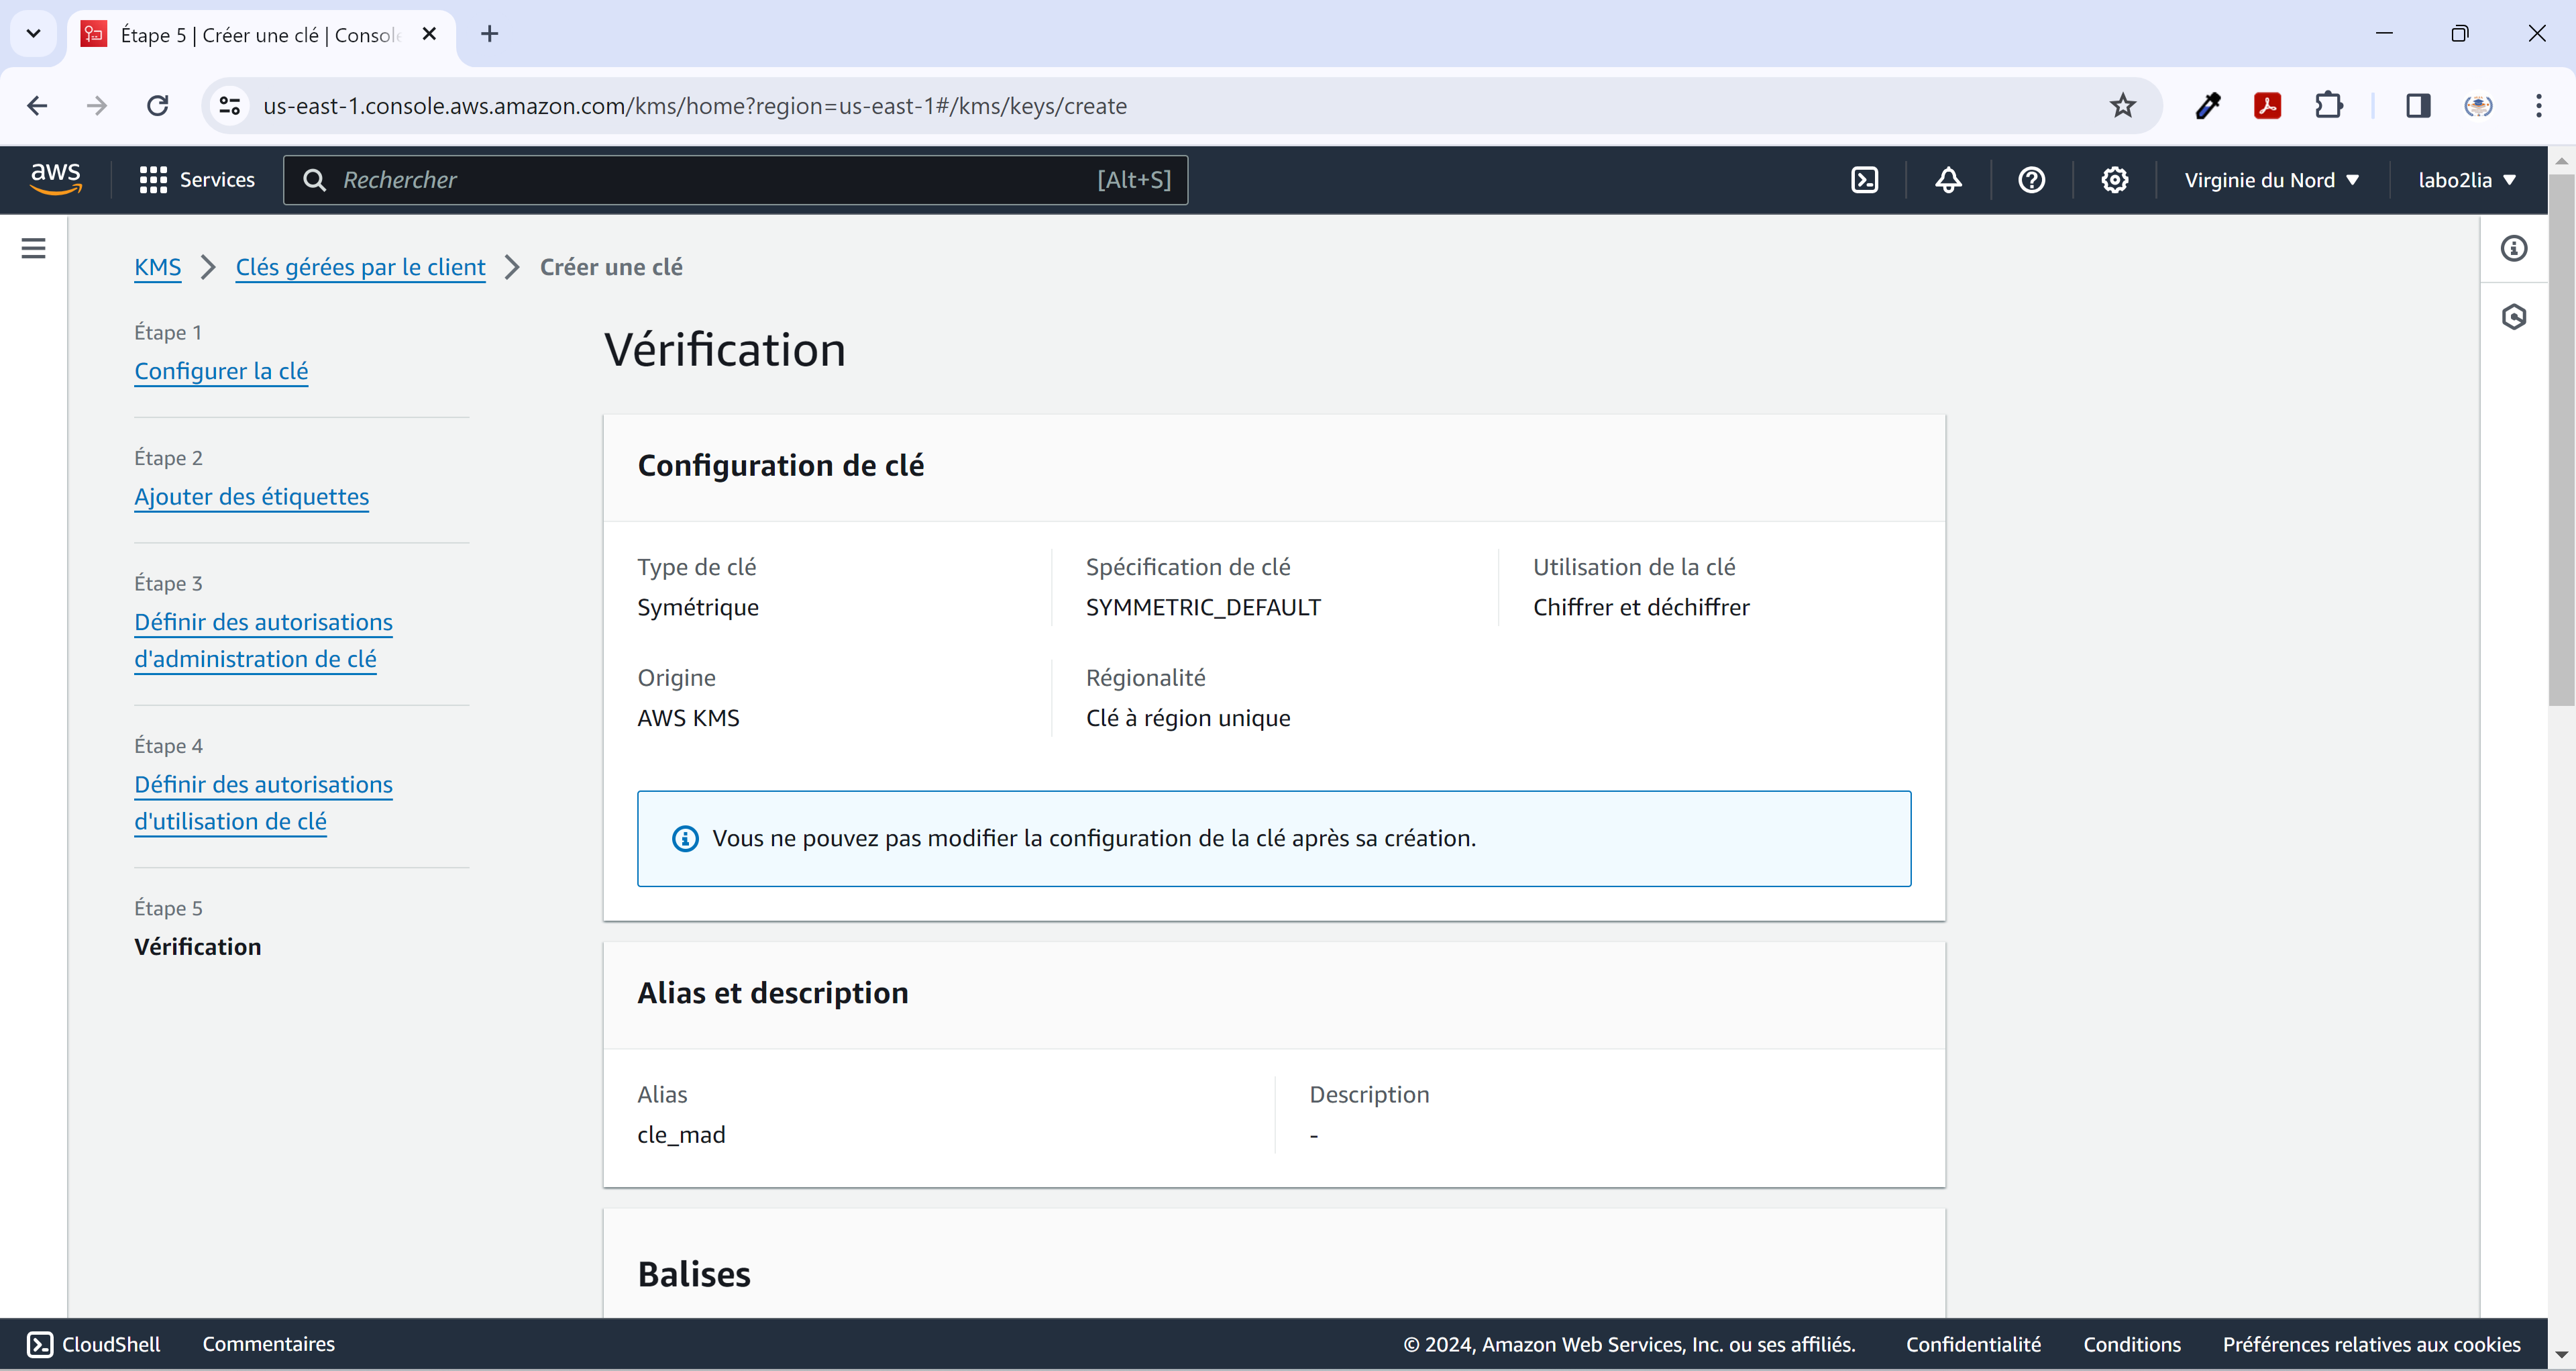 Étape 5 | Créer une clé | Console
us-east-1.console.aws.amazon.com/kms/home?region=us-east-1#/kms/keys/create
aws
Services
Rechercher
[Alt+S]
Virginie du Nord
labo2lia
KMS
Clés gérées par le client
Créer une clé
Étape 1
Configurer la clé
Étape 2
Ajouter des étiquettes
Étape 3
Définir des autorisations
d'administration de clé
Étape 4
Définir des autorisations
d'utilisation de clé
Étape 5
Vérification
Vérification
Configuration de clé
Type de clé
Symétrique
Spécification de clé
SYMMETRIC_DEFAULT
Utilisation de la clé
Chiffrer et déchiffrer
Origine
AWS KMS
Régionalité
Clé à région unique
Vous ne pouvez pas modifier la configuration de la clé après sa création.
Alias et description
Alias
cle_mad
Description
-
Balises
CloudShell
Commentaires
© 2024, Amazon Web Services, Inc. ou ses affiliés.
Confidentialité
Conditions
Préférences relatives aux cookies